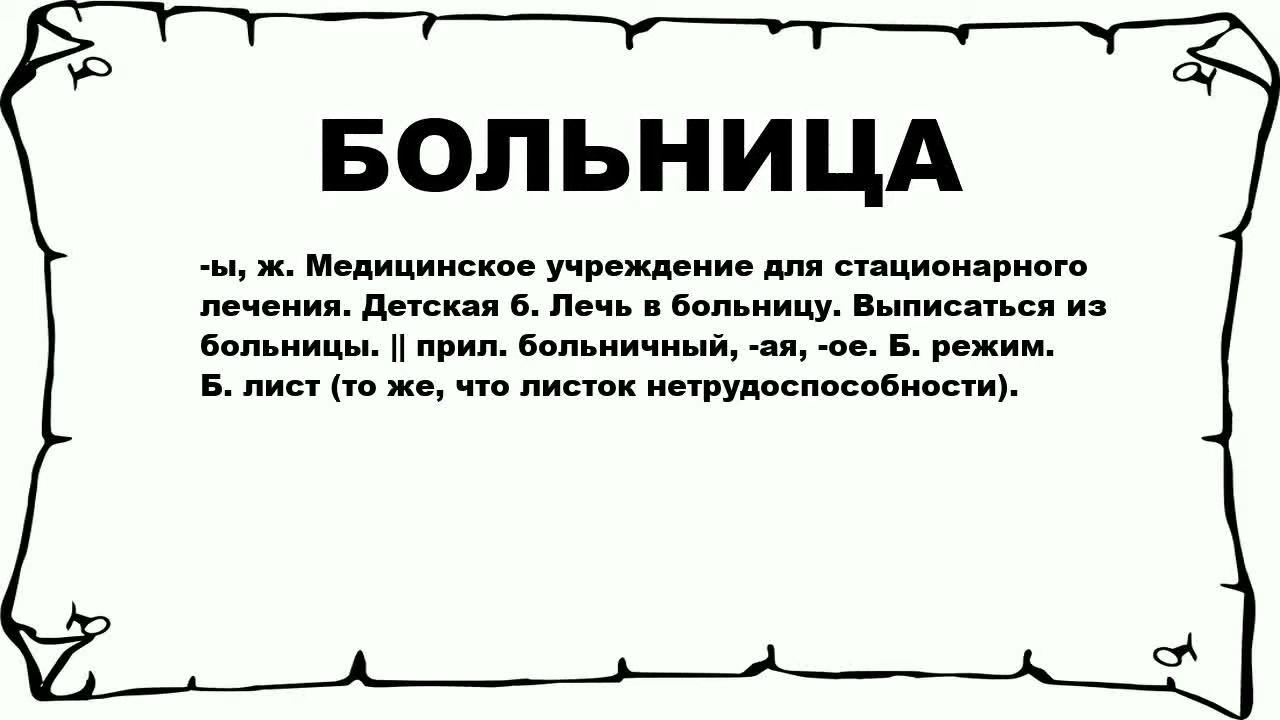 БОЛЬНИЦА
-ы, ж. Медицинское учреждение для стационарного
лечения. Детская б. Лечь в больницу. Выписаться из
больницы. || прил. больничный, -ая, -ое. Б. режим.
Б. лист (то же, что листок нетрудоспособности).